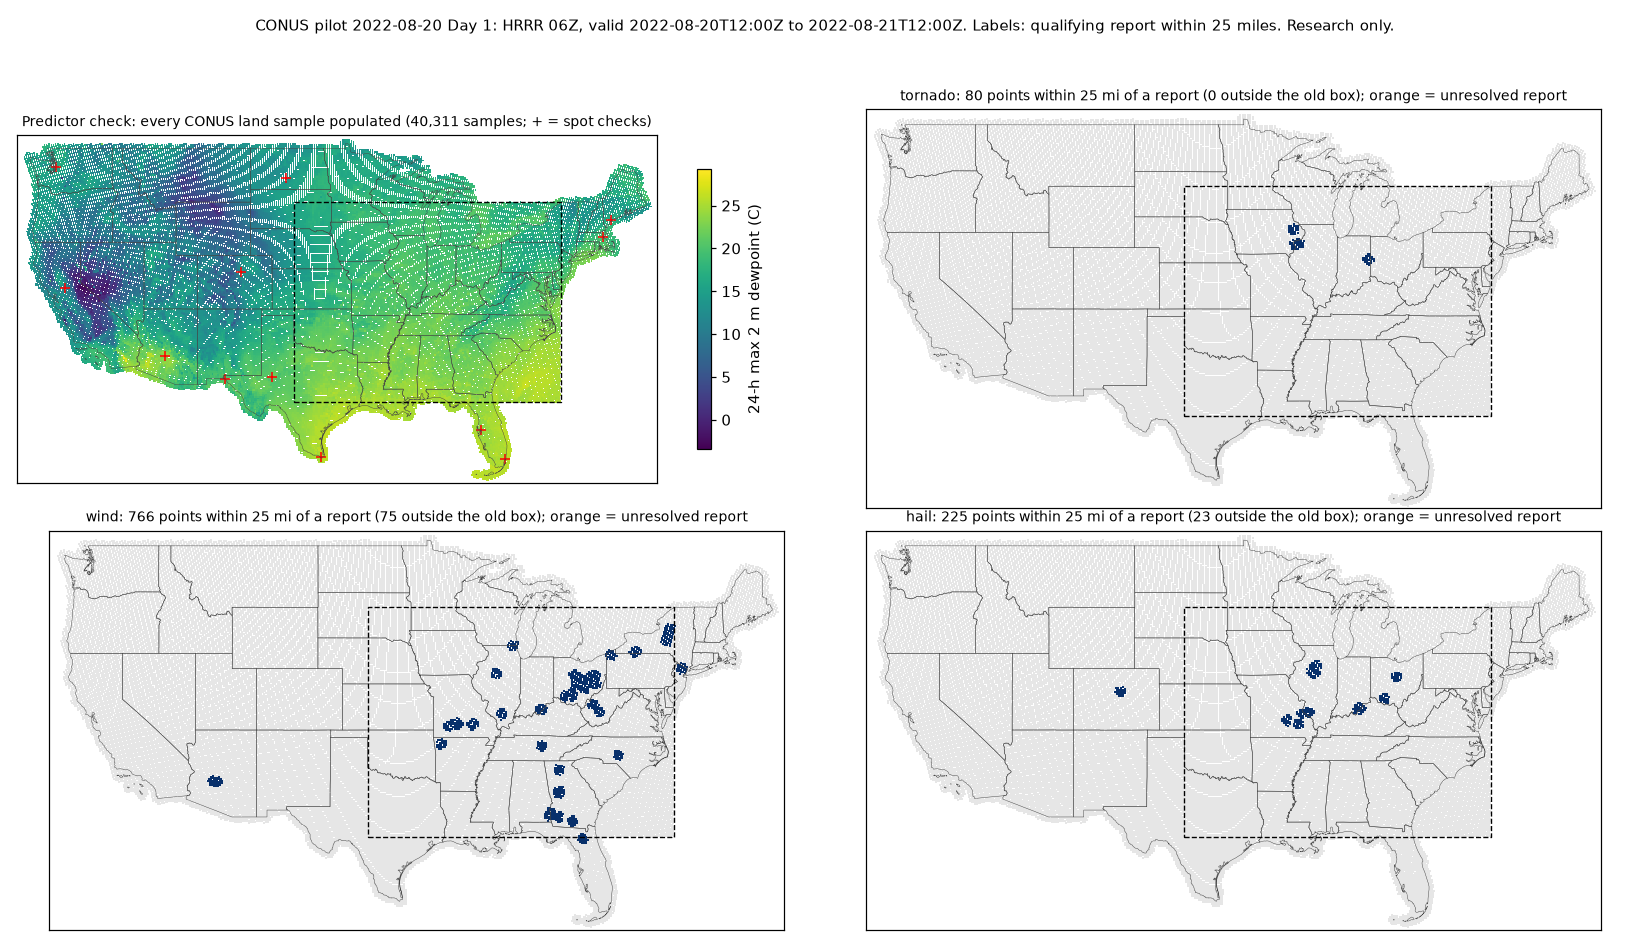 CONUS pilot 2022-08-20 Day 1: HRRR 06Z, valid 2022-08-20T12:00Z to 2022-08-21T12:00Z. Labels: qualifying report within 25 miles. Research only.
Predictor check: every CONUS land sample populated (40,311 samples; + = spot checks)
25
20
15
10
5
0
24-h max 2 m dewpoint (C)
tornado: 80 points within 25 mi of a report (0 outside the old box); orange = unresolved report
wind: 766 points within 25 mi of a report (75 outside the old box); orange = unresolved report
hail: 225 points within 25 mi of a report (23 outside the old box); orange = unresolved report